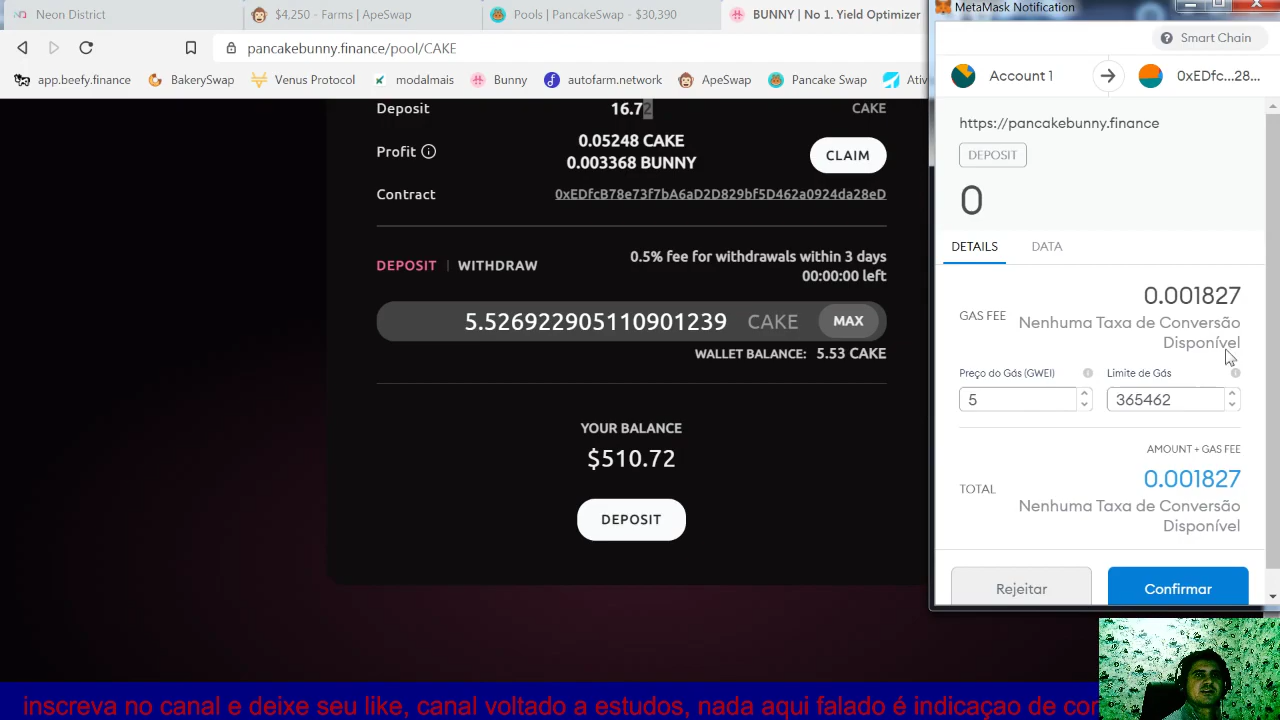 Neon District
$4,250 - Farms | ApeSwap
Pools | PancakeSwap - $30,390
BUNNY | No 1. Yield Optimizer
pancakebunny.finance/pool/CAKE
app.beefy.finance
BakerySwap
Venus Protocol
xdaimalmais
Bunny
autofarm.network
ApeSwap
Pancake Swap
Ativ
Deposit
16.72
CAKE
Profit
0.05248 CAKE
0.003368 BUNNY
CLAIM
Contract
0xEDfcB78e73f7bA6aD2D829bf5D462a0924da28eD
DEPOSIT | WITHDRAW
0.5% fee for withdrawals within 3 days
00:00:00 left
5.526922905110901239 CAKE MAX
WALLET BALANCE: 5.53 CAKE
YOUR BALANCE
$510.72
DEPOSIT
MetaMask Notification
Smart Chain
Account 1
0xEDfc...28...
https://pancakebunny.finance
DEPOSIT
0
DETAILS DATA
GAS FEE
0.001827
Nenhuma Taxa de Conversão
Disponível
Preço do Gás (GWEI)
Limite de Gás
5
365462
AMOUNT + GAS FEE
TOTAL
0.001827
Nenhuma Taxa de Conversão
Disponível
Rejeitar
Confirmar
inscreva no canal e deixe seu like, canal voltado a estudos, nada aqui falado é indicaçao de con